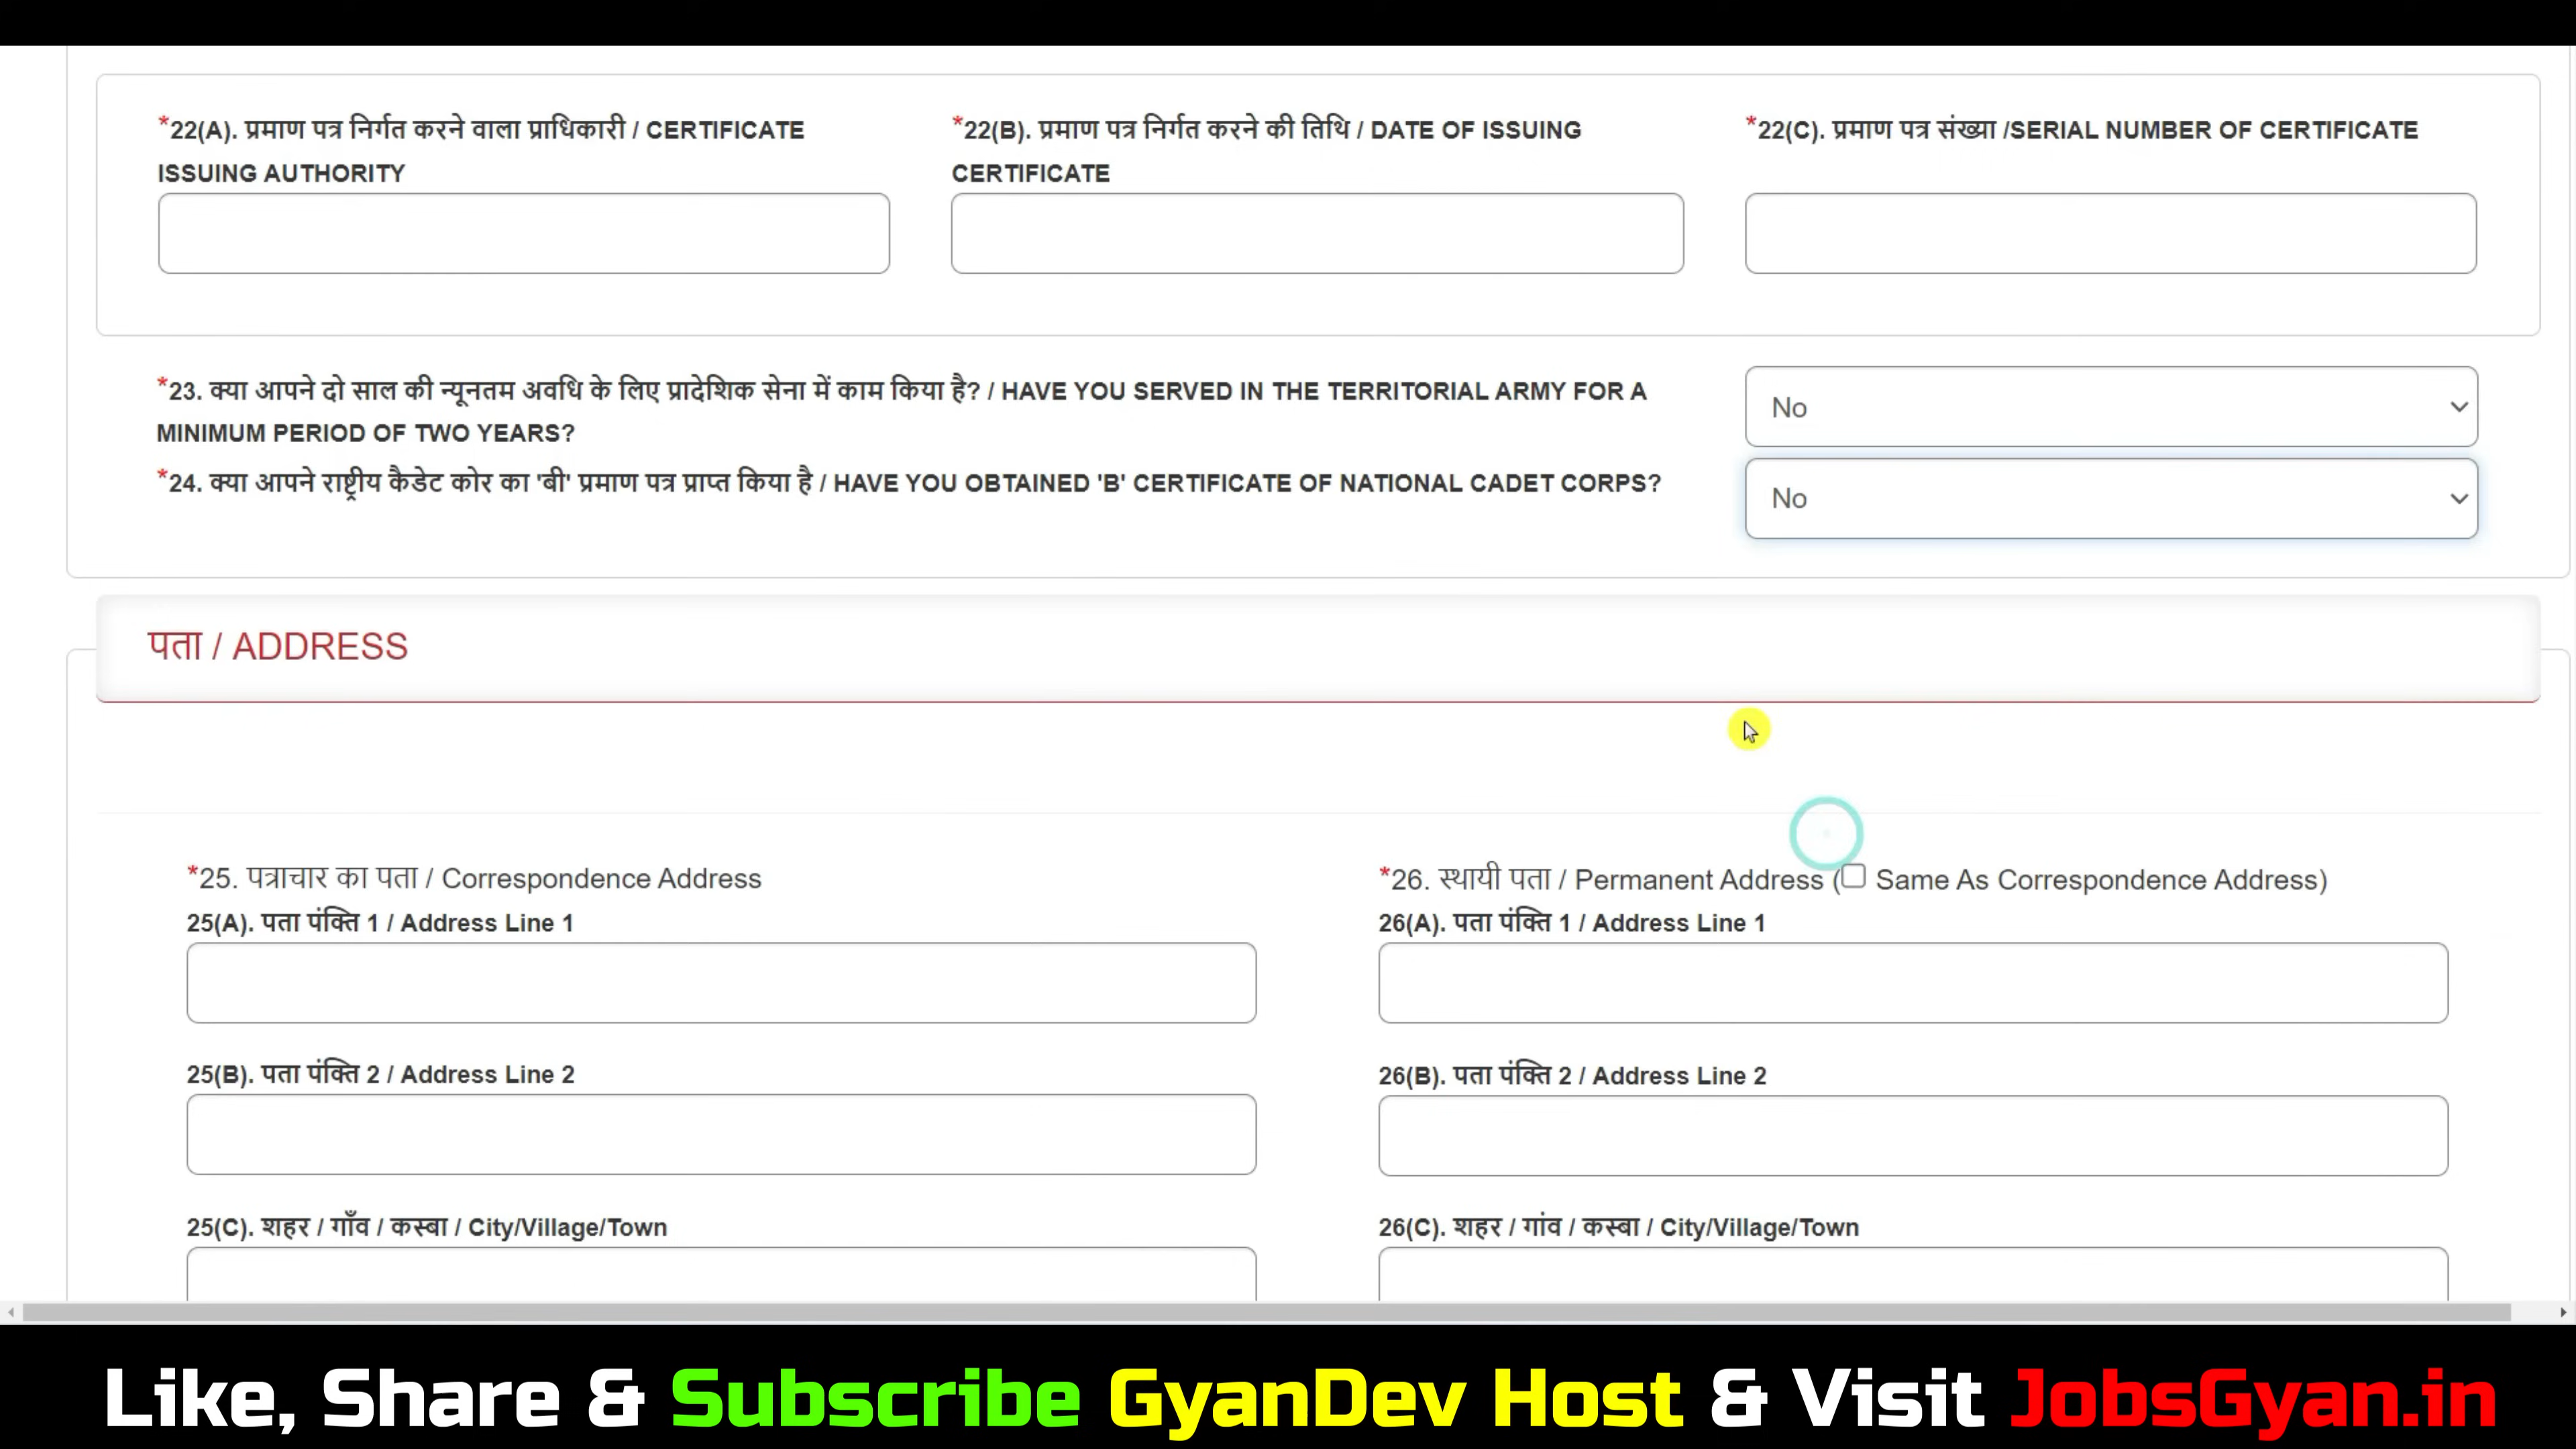 *22(A). प्रमाण पत्र निर्गत करने वाला प्राधिकारी / CERTIFICATE
ISSUING AUTHORITY
*22(B). प्रमाण पत्र निर्गत करने की तिथि / DATE OF ISSUING
CERTIFICATE
*22(C). प्रमाण पत्र संख्या /SERIAL NUMBER OF CERTIFICATE
*23. क्या आपने दो साल की न्यूनतम अवधि के लिए प्रादेशिक सेना में काम किया है? / HAVE YOU SERVED IN THE TERRITORIAL ARMY FOR A
MINIMUM PERIOD OF TWO YEARS?
No
*24. क्या आपने राष्ट्रीय कैडेट कोर का 'बी' प्रमाण पत्र प्राप्त किया है / HAVE YOU OBTAINED 'B' CERTIFICATE OF NATIONAL CADET CORPS?
No
पता / ADDRESS
*25. पत्राचार का पता / Correspondence Address
*26. स्थायी पता / Permanent Address ( Same As Correspondence Address)
25(A). पता पंक्ति 1 / Address Line 1
26(A). पता पंक्ति 1 / Address Line 1
25(B). पता पंक्ति 2 / Address Line 2
26(B). पता पंक्ति 2 / Address Line 2
25(C). शहर / गाँव / कस्बा / City/Village/Town
26(C). शहर / गांव / कस्बा / City/Village/Town
Like, Share & Subscribe GyanDev Host & Visit JobsGyan.in